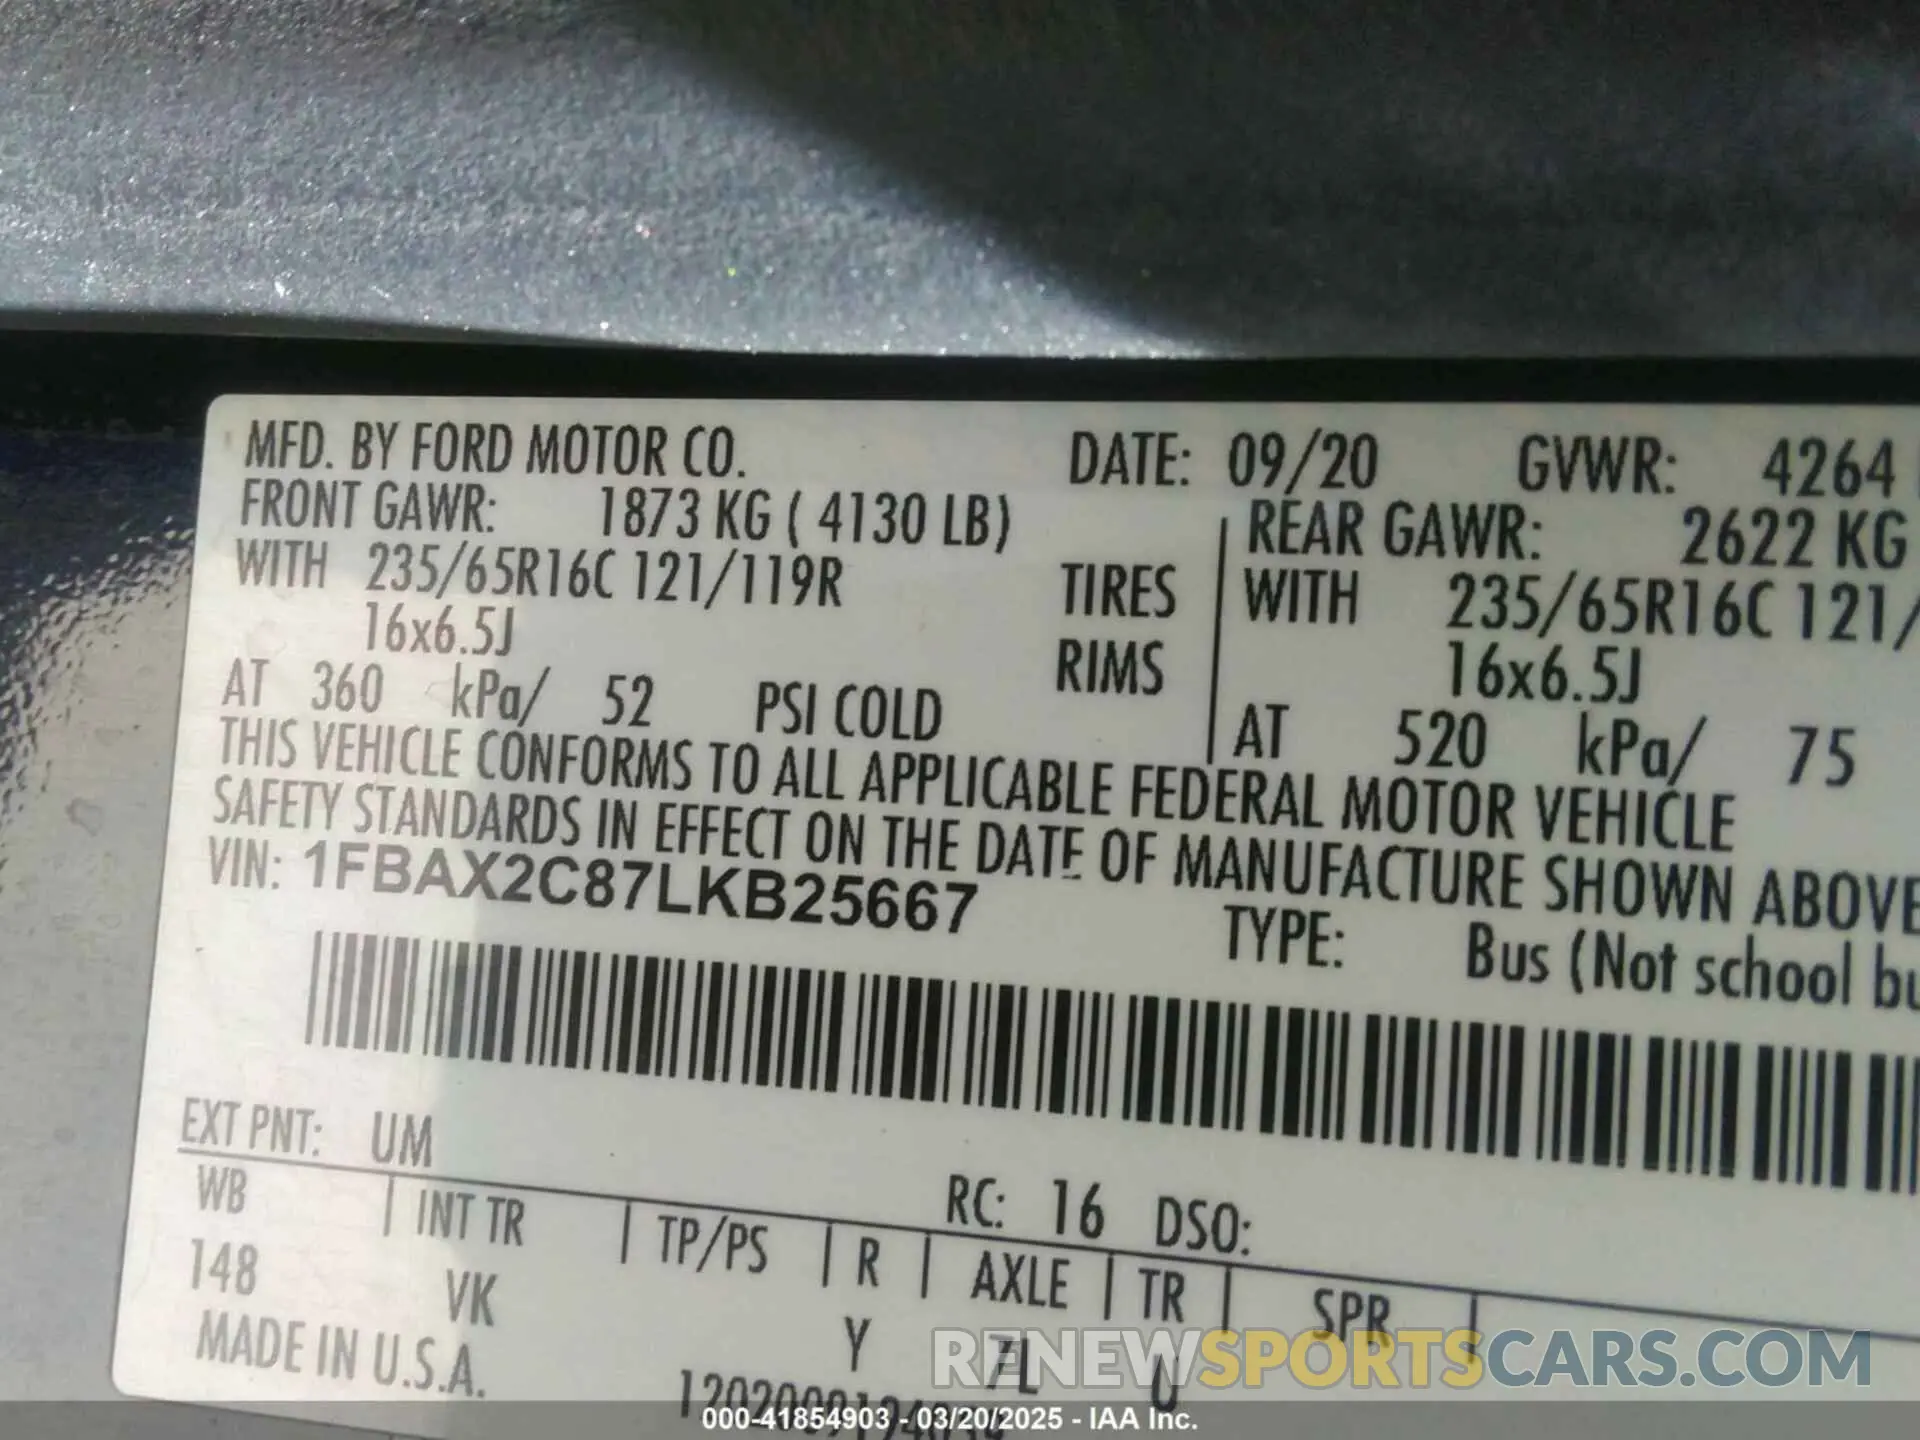 MFD. BY FORD MOTOR CO. DATE: 09/20 GVWR: 4264
FRONT GAWR: 1873 KG ( 4130 LB) REAR GAWR: 2622 KG
WITH 235/65R16C 121/119R TIRES WITH 235/65R16C 121/
16x6.5J RIMS 16x6.5J
AT 360 kPa/ 52 PSI COLD AT 520 kPa/ 75
THIS VEHICLE CONFORMS TO ALL APPLICABLE FEDERAL MOTOR VEHICLE
SAFETY STANDARDS IN EFFECT ON THE DATE OF MANUFACTURE SHOWN ABOVE
VIN: 1FBAX2C87LKB25667
TYPE: Bus (Not school
EXT PNT: UM RC: 16 DSO:
WB INT TR TP/PS R AXLE TR SPR
148 VK Y 7L U
MADE IN U.S.A.
RENEWSPORTSCARS.COM
000-41854903 - 03/20/2025 - IAA Inc.